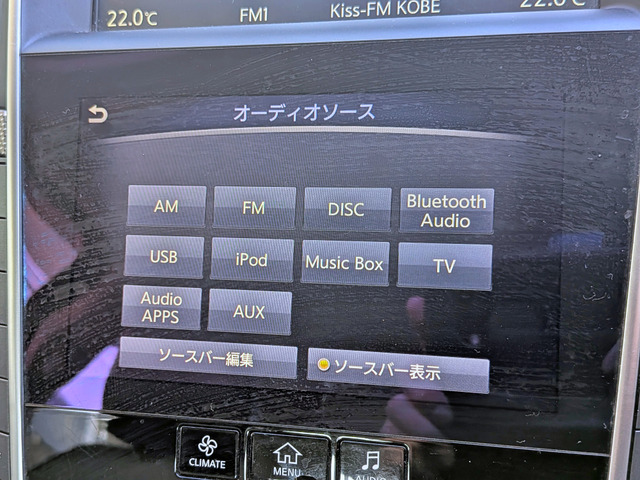 22.0℃ FM1 Kiss-FM KOBE 22.0℃
オーディオソース
AM FM DISC Bluetooth Audio
USB iPod Music Box TV
Audio APPS AUX
ソースバー編集 ソースバー表示
CLIMATE MENU AUDIO